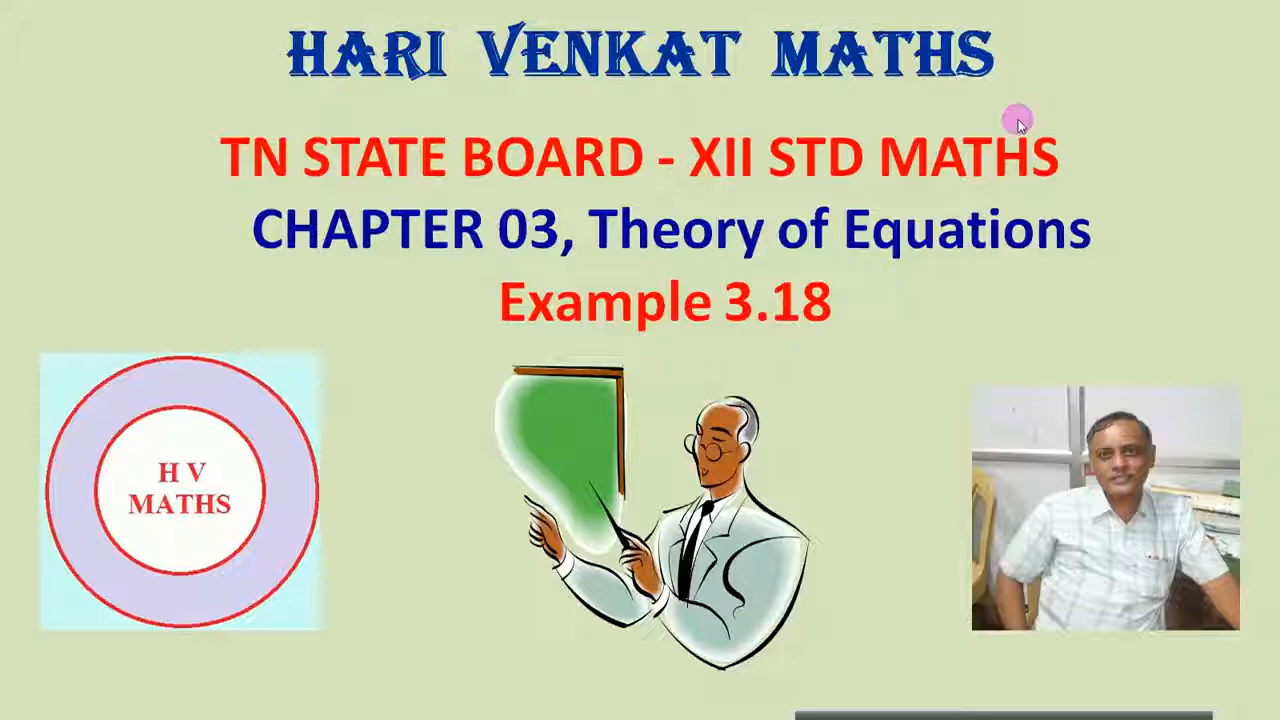 HARI VENKAT MATHS
TN STATE BOARD - XII STD MATHS
CHAPTER 03, Theory of Equations
Example 3.18
H V
MATHS